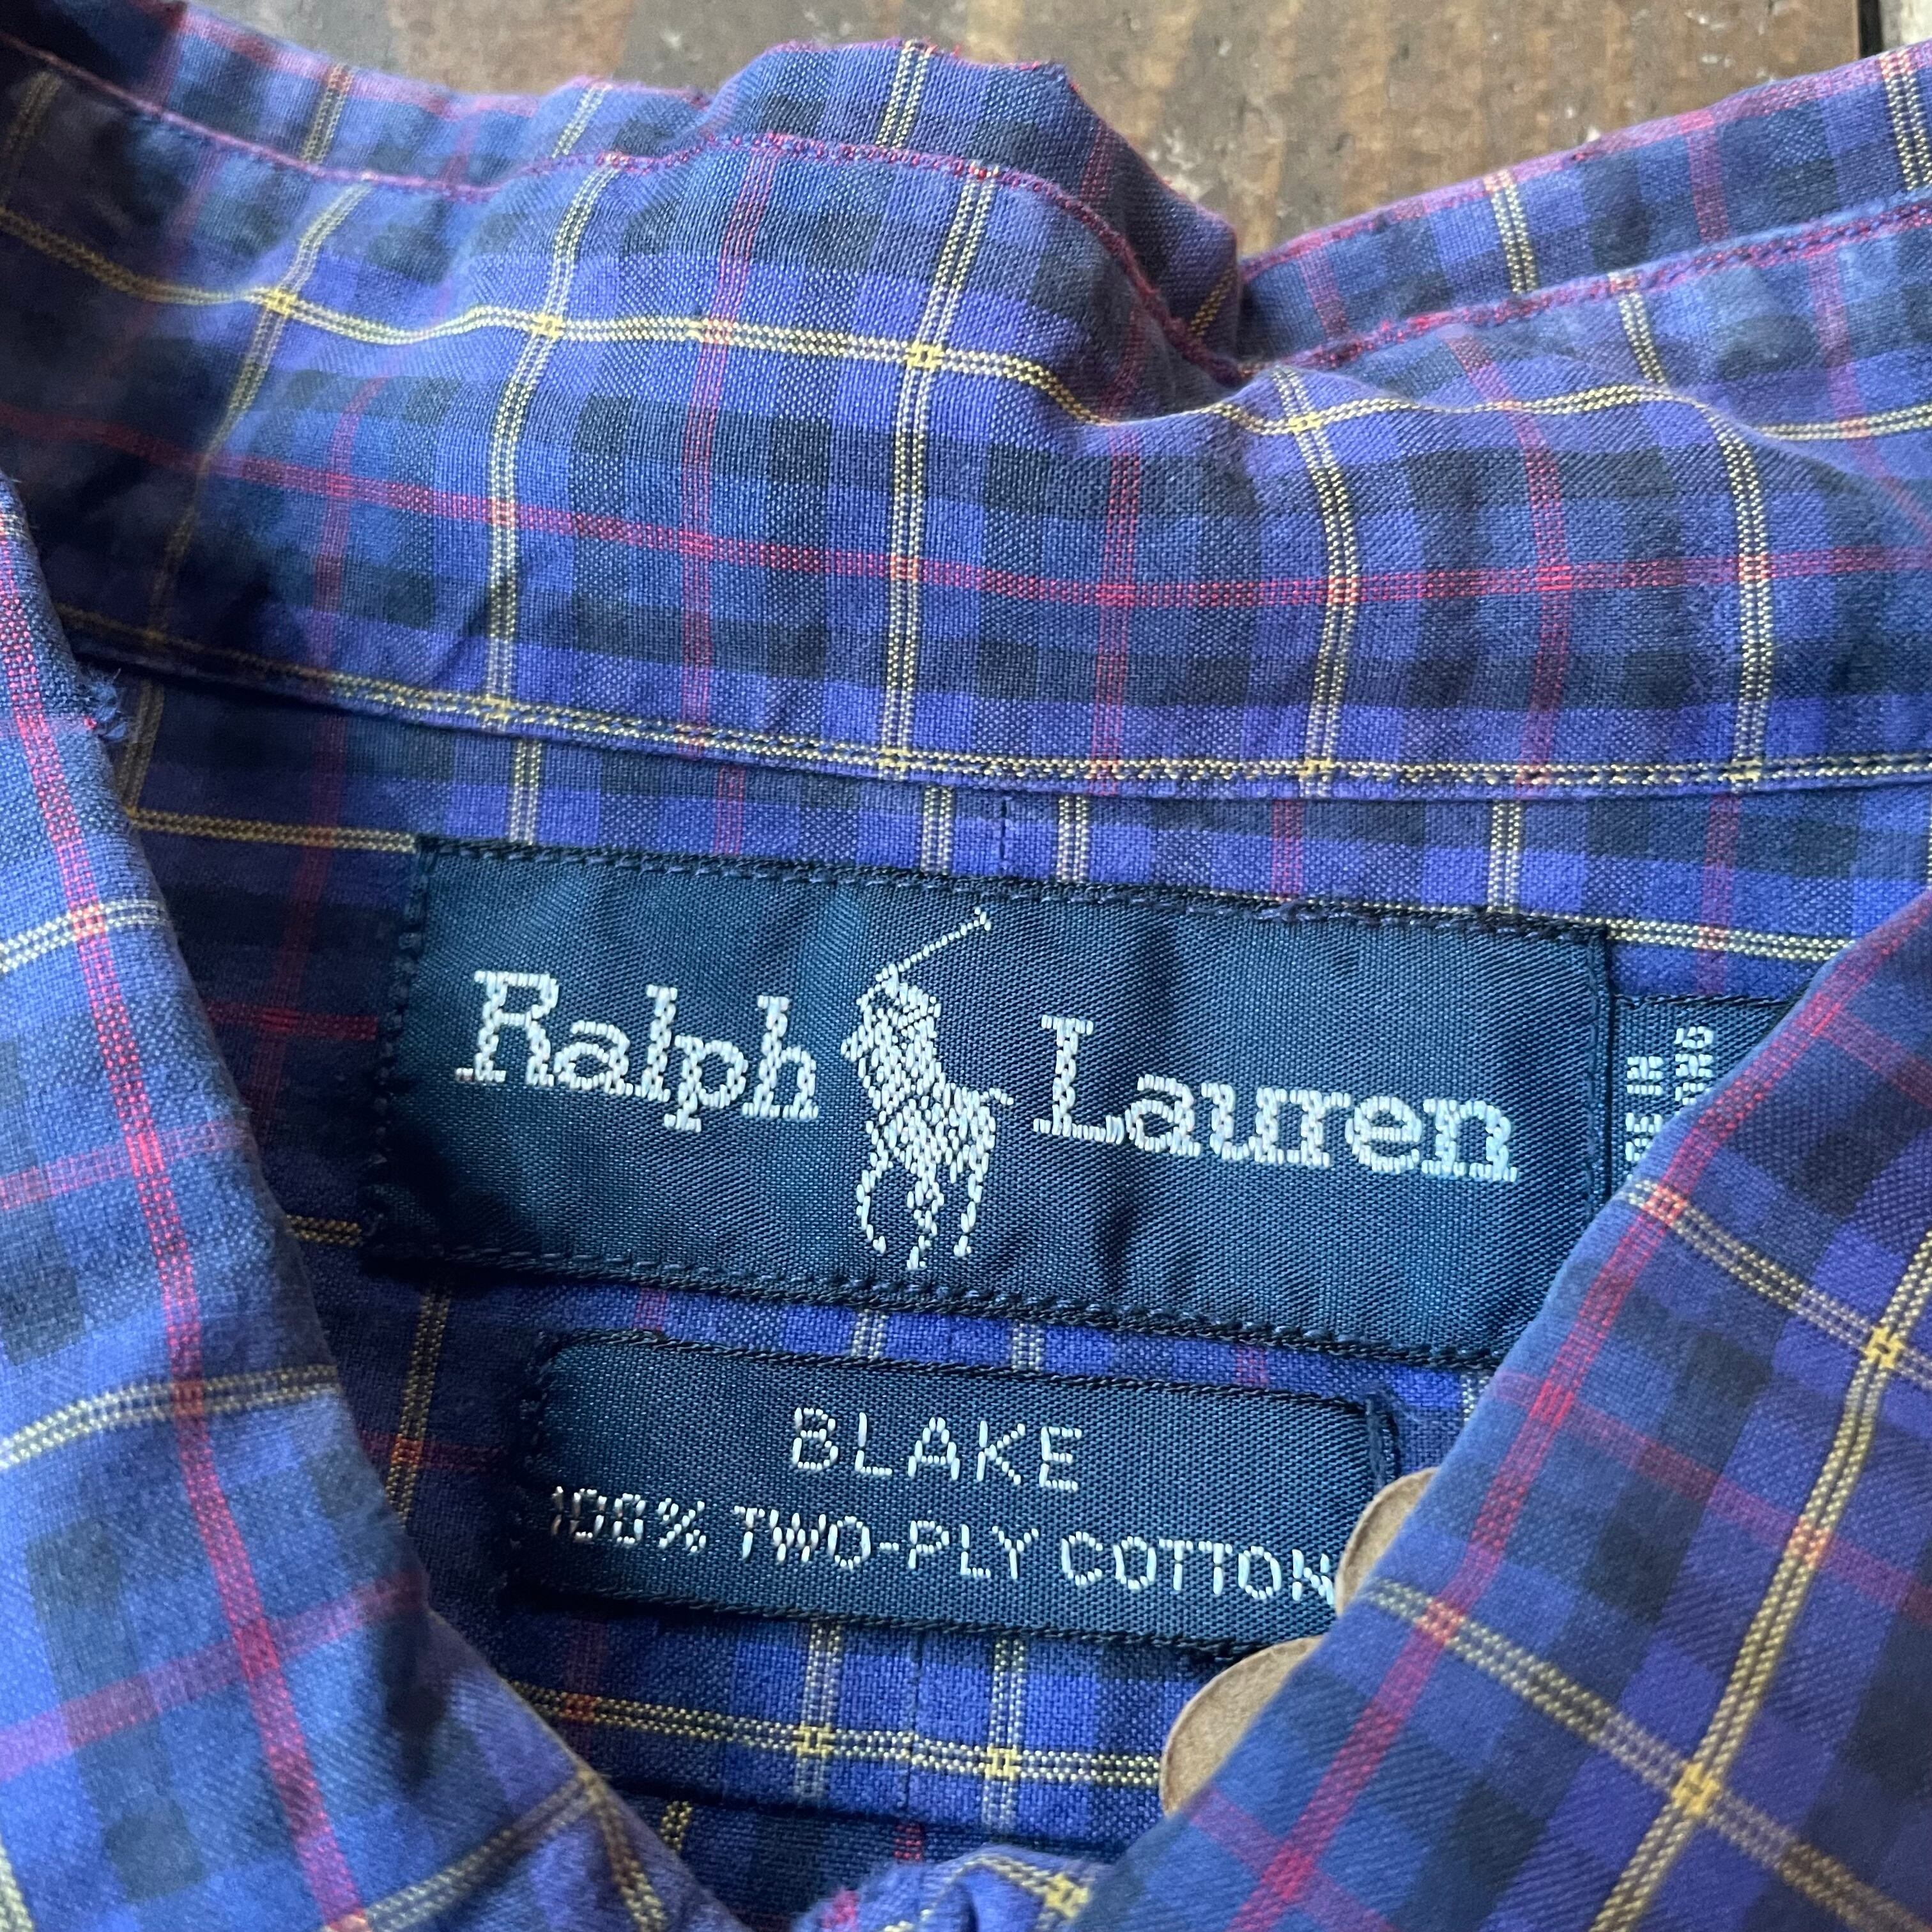 Ralph Lauren
BLAKE
100% TWO-PLY COTTON